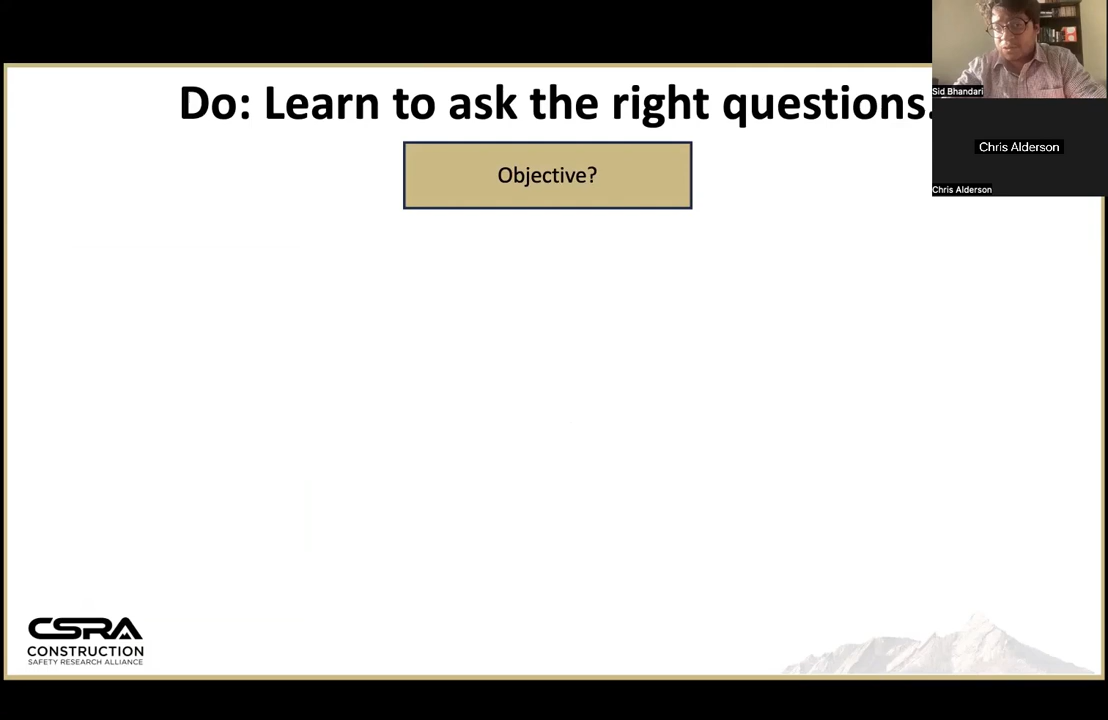 Do: Learn to ask the right questions.
Objective?
Sid Bhandari
Chris Alderson
Chris Alderson
CSRA
CONSTRUCTION
SAFETY RESEARCH ALLIANCE